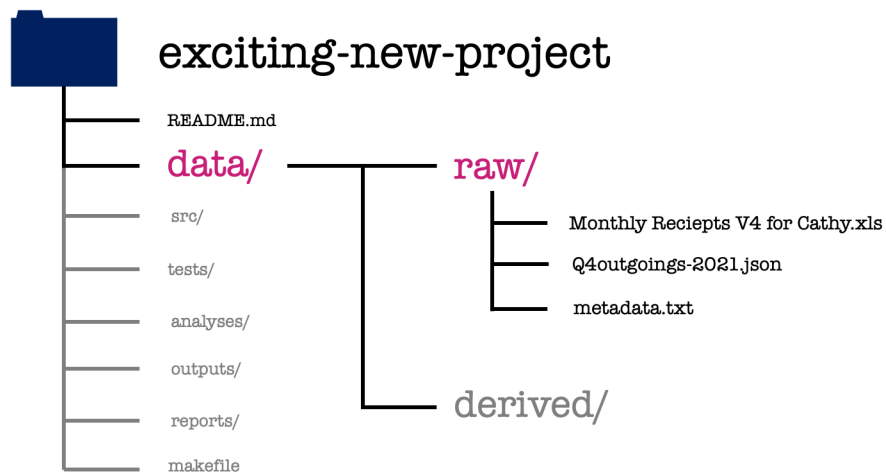 exciting-new-project
README.md
data/
raw/
src/
Monthly Reciepts V4 for Cathy.xls
Q4outgoings-2021.json
tests/
metadata.txt
analyses/
outputs/
derived/
reports/
makefile